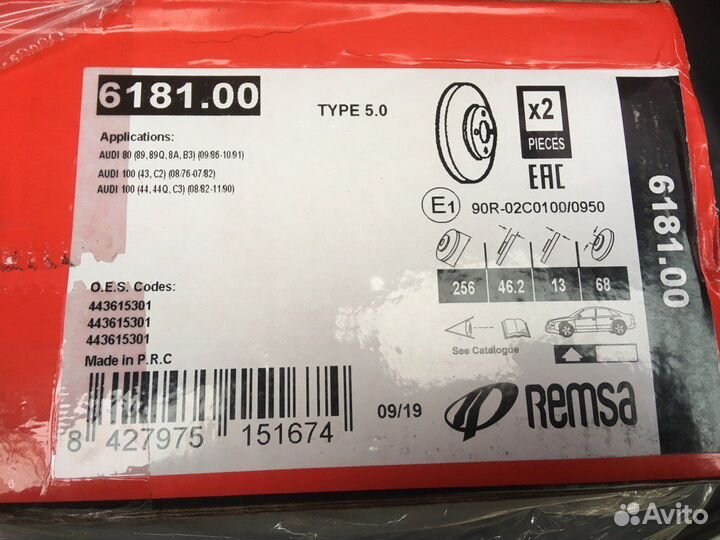 6181.00
TYPE 5.0
x2
PIECES
EAC
Applications:
AUDI 80 (89, 89Q, 8A, B3) (09/86-10/91)
AUDI 100 (43, C2) (08/76-07/82)
AUDI 100 (44, 44Q, C3) (08/82-11/90)
E1 90R-02C0100/0950
256 46.2 13 68
See Catalogue
O.E.S. Codes:
443615301
443615301
443615301
Made in P.R.C
09/19
REMSA
8 427975 151674
6181.00
Avito